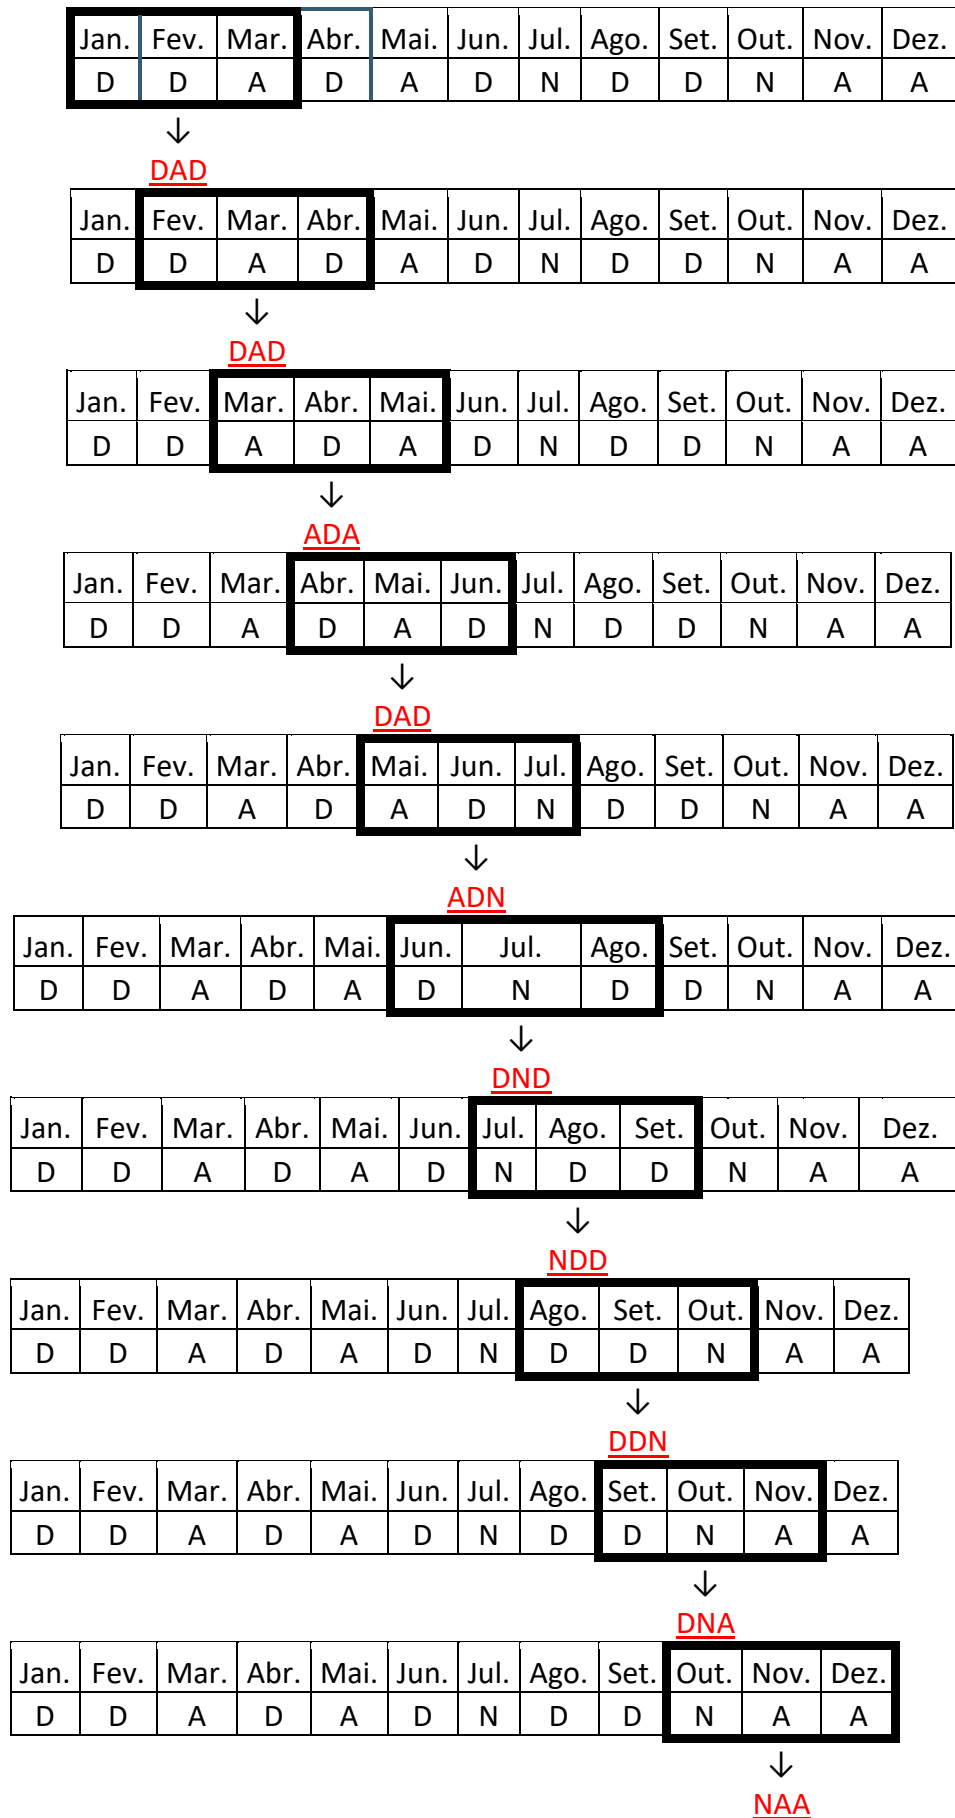 Jan. Fev. Mar. Abr. Mai. Jun. Jul. Ago. Set. Out. Nov. Dez.
D D A D A D N D D N A A
↓
DAD
Jan. Fev. Mar. Abr. Mai. Jun. Jul. Ago. Set. Out. Nov. Dez.
D D A D A D N D D N A A
↓
DAD
Jan. Fev. Mar. Abr. Mai. Jun. Jul. Ago. Set. Out. Nov. Dez.
D D A D A D N D D N A A
↓
ADA
Jan. Fev. Mar. Abr. Mai. Jun. Jul. Ago. Set. Out. Nov. Dez.
D D A D A D N D D N A A
↓
DAD
Jan. Fev. Mar. Abr. Mai. Jun. Jul. Ago. Set. Out. Nov. Dez.
D D A D A D N D D N A A
↓
ADN
Jan. Fev. Mar. Abr. Mai. Jun. Jul. Ago. Set. Out. Nov. Dez.
D D A D A D N D D N A A
↓
DND
Jan. Fev. Mar. Abr. Mai. Jun. Jul. Ago. Set. Out. Nov. Dez.
D D A D A D N D D N A A
↓
NDD
Jan. Fev. Mar. Abr. Mai. Jun. Jul. Ago. Set. Out. Nov. Dez.
D D A D A D N D D N A A
↓
DDN
Jan. Fev. Mar. Abr. Mai. Jun. Jul. Ago. Set. Out. Nov. Dez.
D D A D A D N D D N A A
↓
DNA
Jan. Fev. Mar. Abr. Mai. Jun. Jul. Ago. Set. Out. Nov. Dez.
D D A D A D N D D N A A
↓
NAA